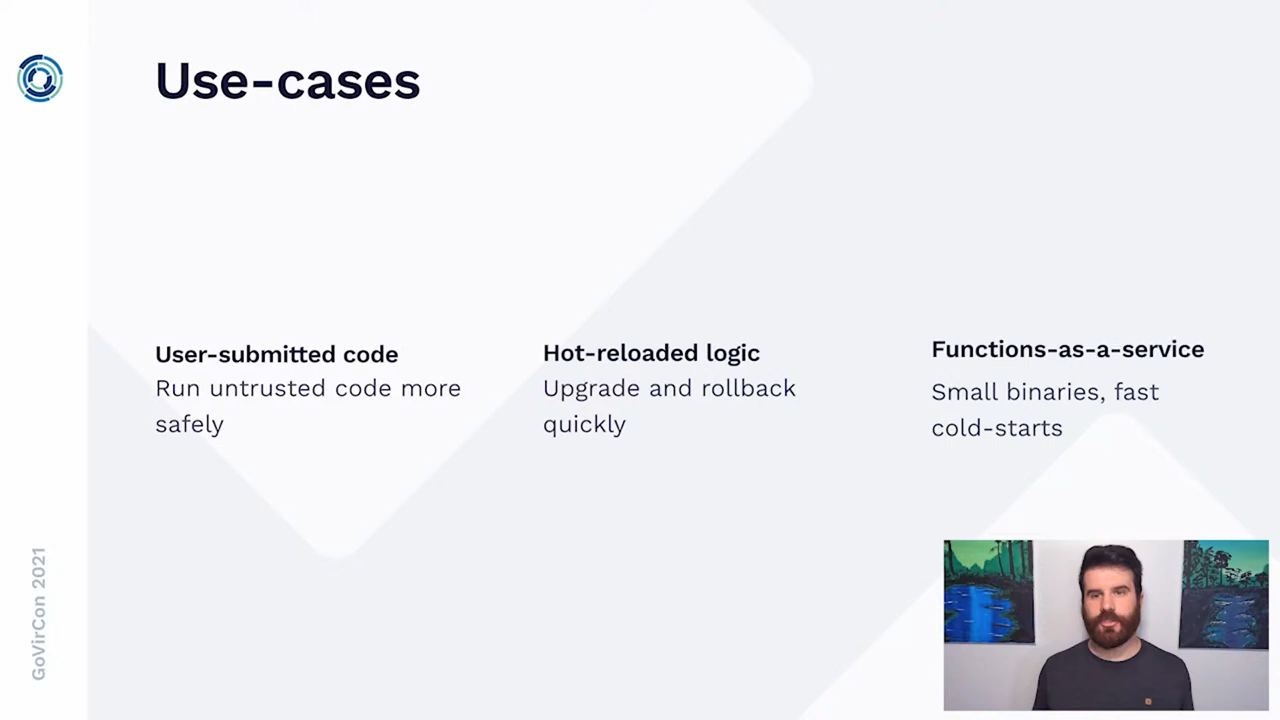 Use-cases
User-submitted code
Run untrusted code more
safely
Hot-reloaded logic
Upgrade and rollback
quickly
Functions-as-a-service
Small binaries, fast
cold-starts
GoVirCon 2021